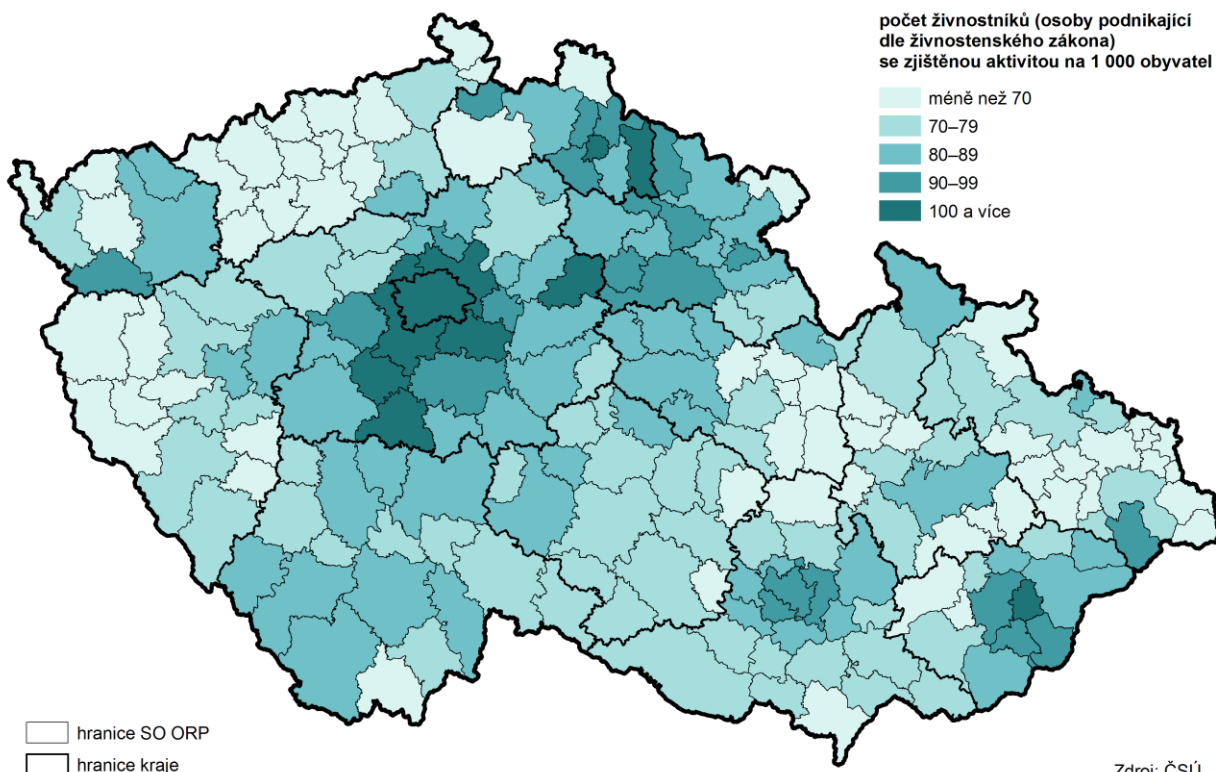 počet živnostníků (osoby podnikající
dle živnostenského zákona)
se zjištěnou aktivitou na 1 000 obyvatel
méně než 70
70–79
80–89
90–99
100 a více
hranice SO ORP
hranice kraje
Zdroj: ČSÚ